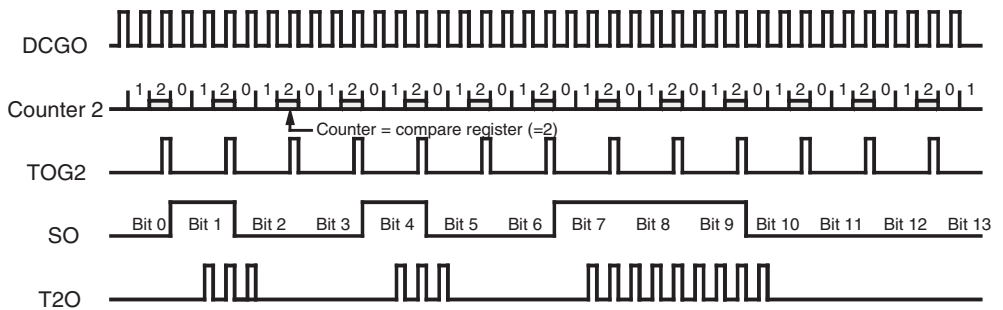 DCGO
1 2 0 1 2 0 1 2 0 1 2 0 1 2 0 1 2 0 1 2 0 1 2 0 1 2 0 1 2 0 1 2 0 1 2 0 1 2 0 1
Counter 2
Counter = compare register (=2)
TOG2
Bit 0 Bit 1 Bit 2 Bit 3 Bit 4 Bit 5 Bit 6 Bit 7 Bit 8 Bit 9 Bit 10 Bit 11 Bit 12 Bit 13
SO
T2O